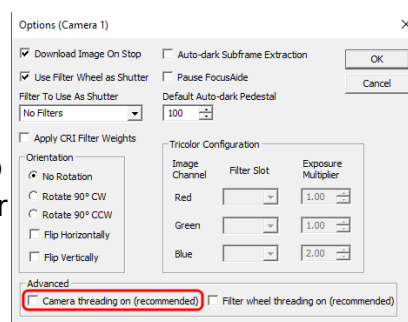 Options (Camera 1)
Download Image On Stop
Auto-dark Subframe Extraction
OK
Use Filter Wheel as Shutter
Pause FocusAide
Cancel
Filter To Use As Shutter
Default Auto-dark Pedestal
No Filters
100
Apply CRI Filter Weights
Orientation
No Rotation
Rotate 90° CW
Rotate 90° CCW
Flip Horizontally
Flip Vertically
Tricolor Configuration
Image Channel
Filter Slot
Exposure Multiplier
Red
1.00
Green
1.00
Blue
2.00
Advanced
Camera threading on (recommended)
Filter wheel threading on (recommended)